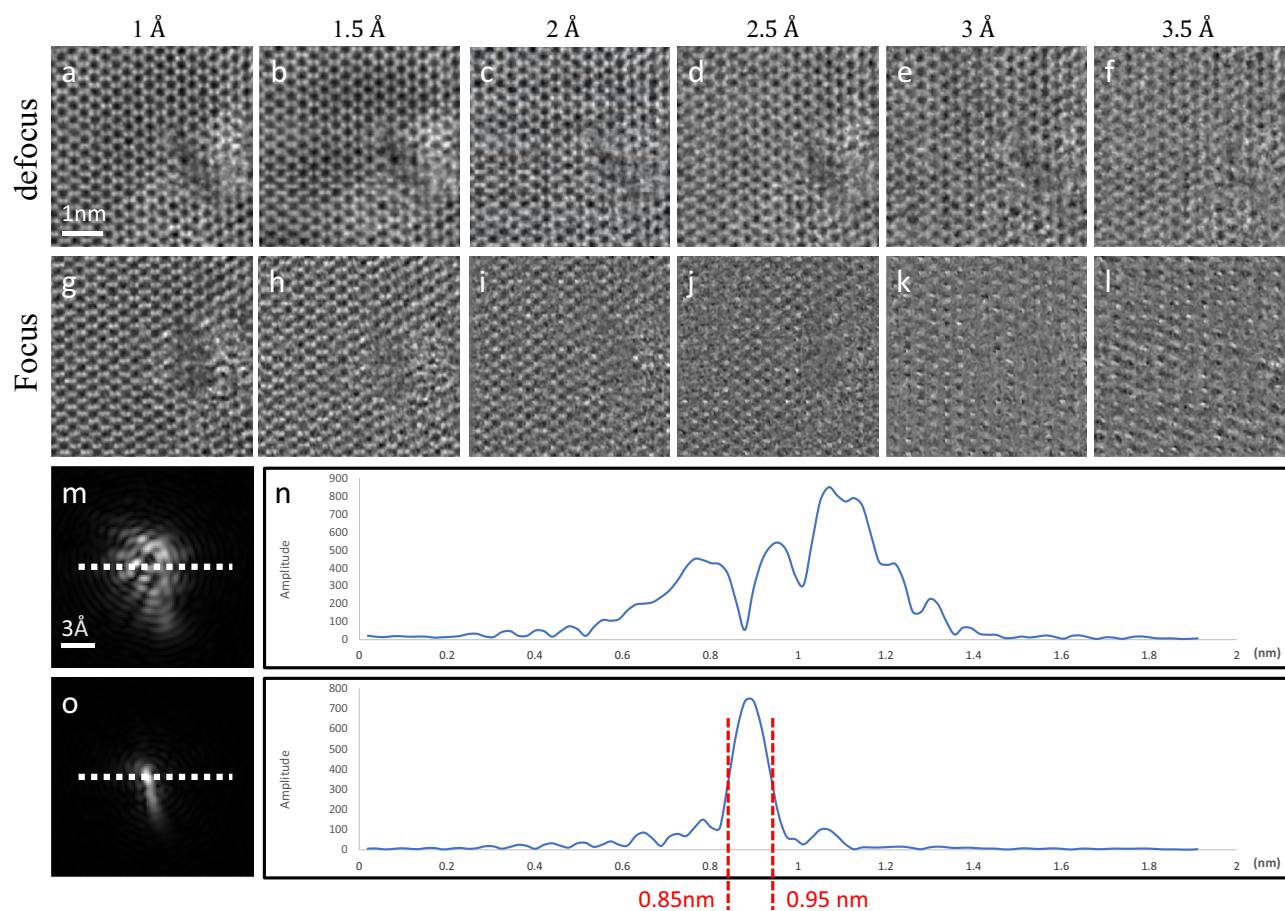 1 Å 1.5 Å 2 Å 2.5 Å 3 Å 3.5 Å
defocus
a b c d e f
1nm
Focus
g h i j k l
m
3Å
n
900
800
700
600
500
400
300
200
100
0
Amplitude
0 0.2 0.4 0.6 0.8 1 1.2 1.4 1.6 1.8 2 (nm)
o
800
700
600
500
400
300
200
100
0
Amplitude
0 0.2 0.4 0.6 0.8 1 1.2 1.4 1.6 1.8 2 (nm)
0.85nm 0.95 nm